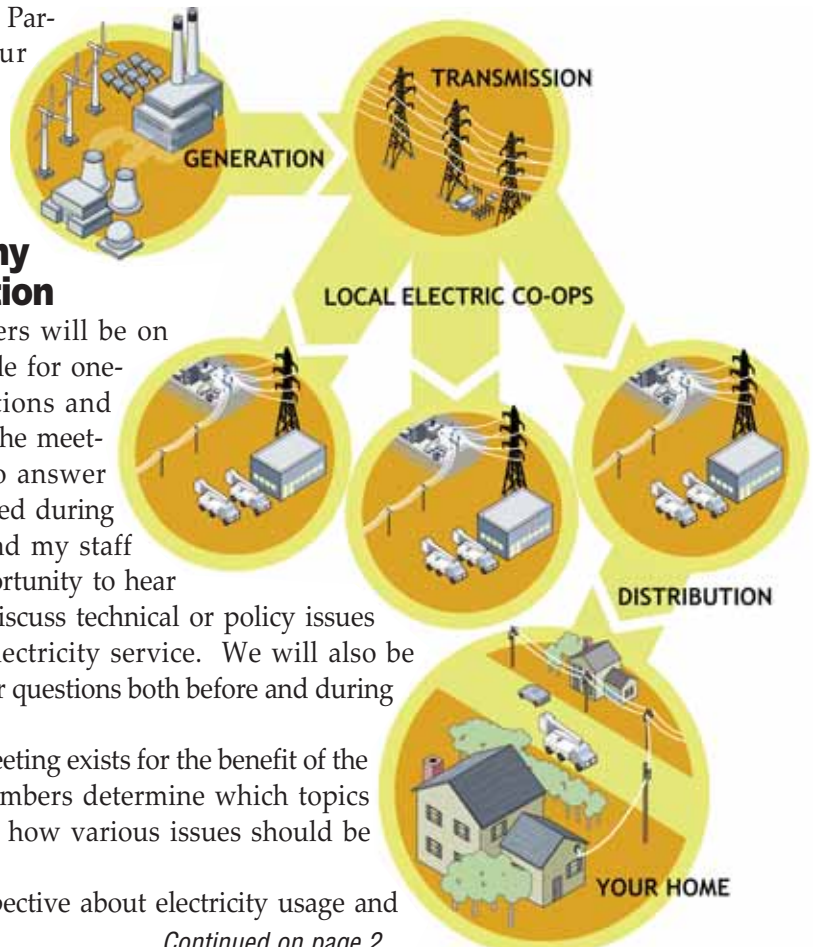 Par-
GENERATION
TRANSMISSION
LOCAL ELECTRIC CO-OPS
ers will be on
le for one-
tions and
he meet-
o answer
ed during
nd my staff
ortunity to hear
iscuss technical or policy issues
lectricity service. We will also be
r questions both before and during
eeting exists for the benefit of the
mbers determine which topics
how various issues should be
pective about electricity usage and
Continued on page 2
DISTRIBUTION
YOUR HOME